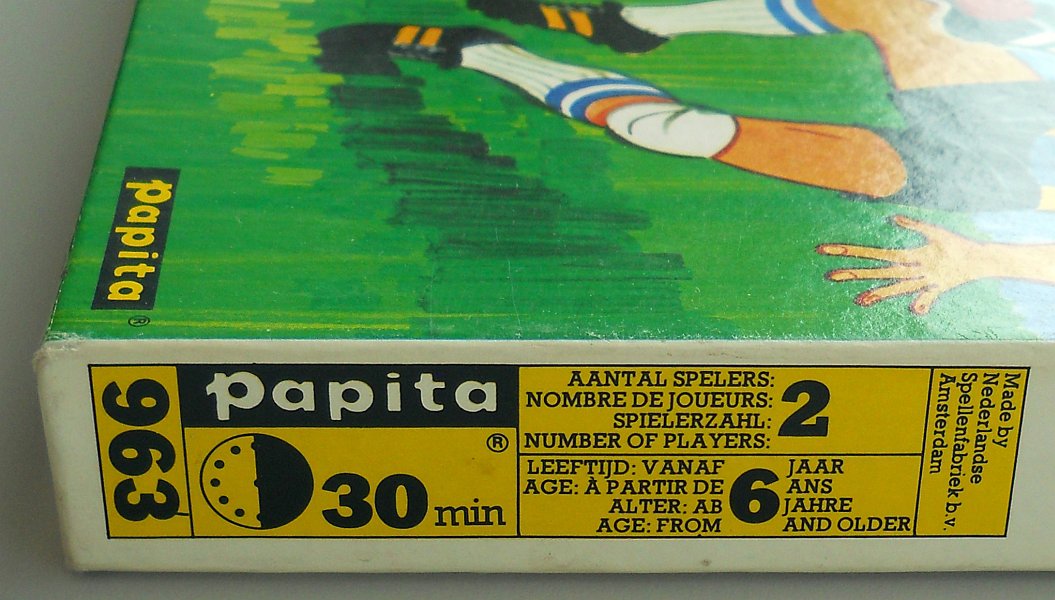 papita
®
963
papita
®
30 min
AANTAL SPELERS:
NOMBRE DE JOUEURS:
SPIELERZAHL:
NUMBER OF PLAYERS:
2
LEEFTIJD: VANAF
AGE: À PARTIR DE
ALTER: AB
AGE: FROM
6
JAAR
ANS
JAHRE
AND OLDER
Made by
Nederlandse
Spellenfabriek b.v.
Amsterdam